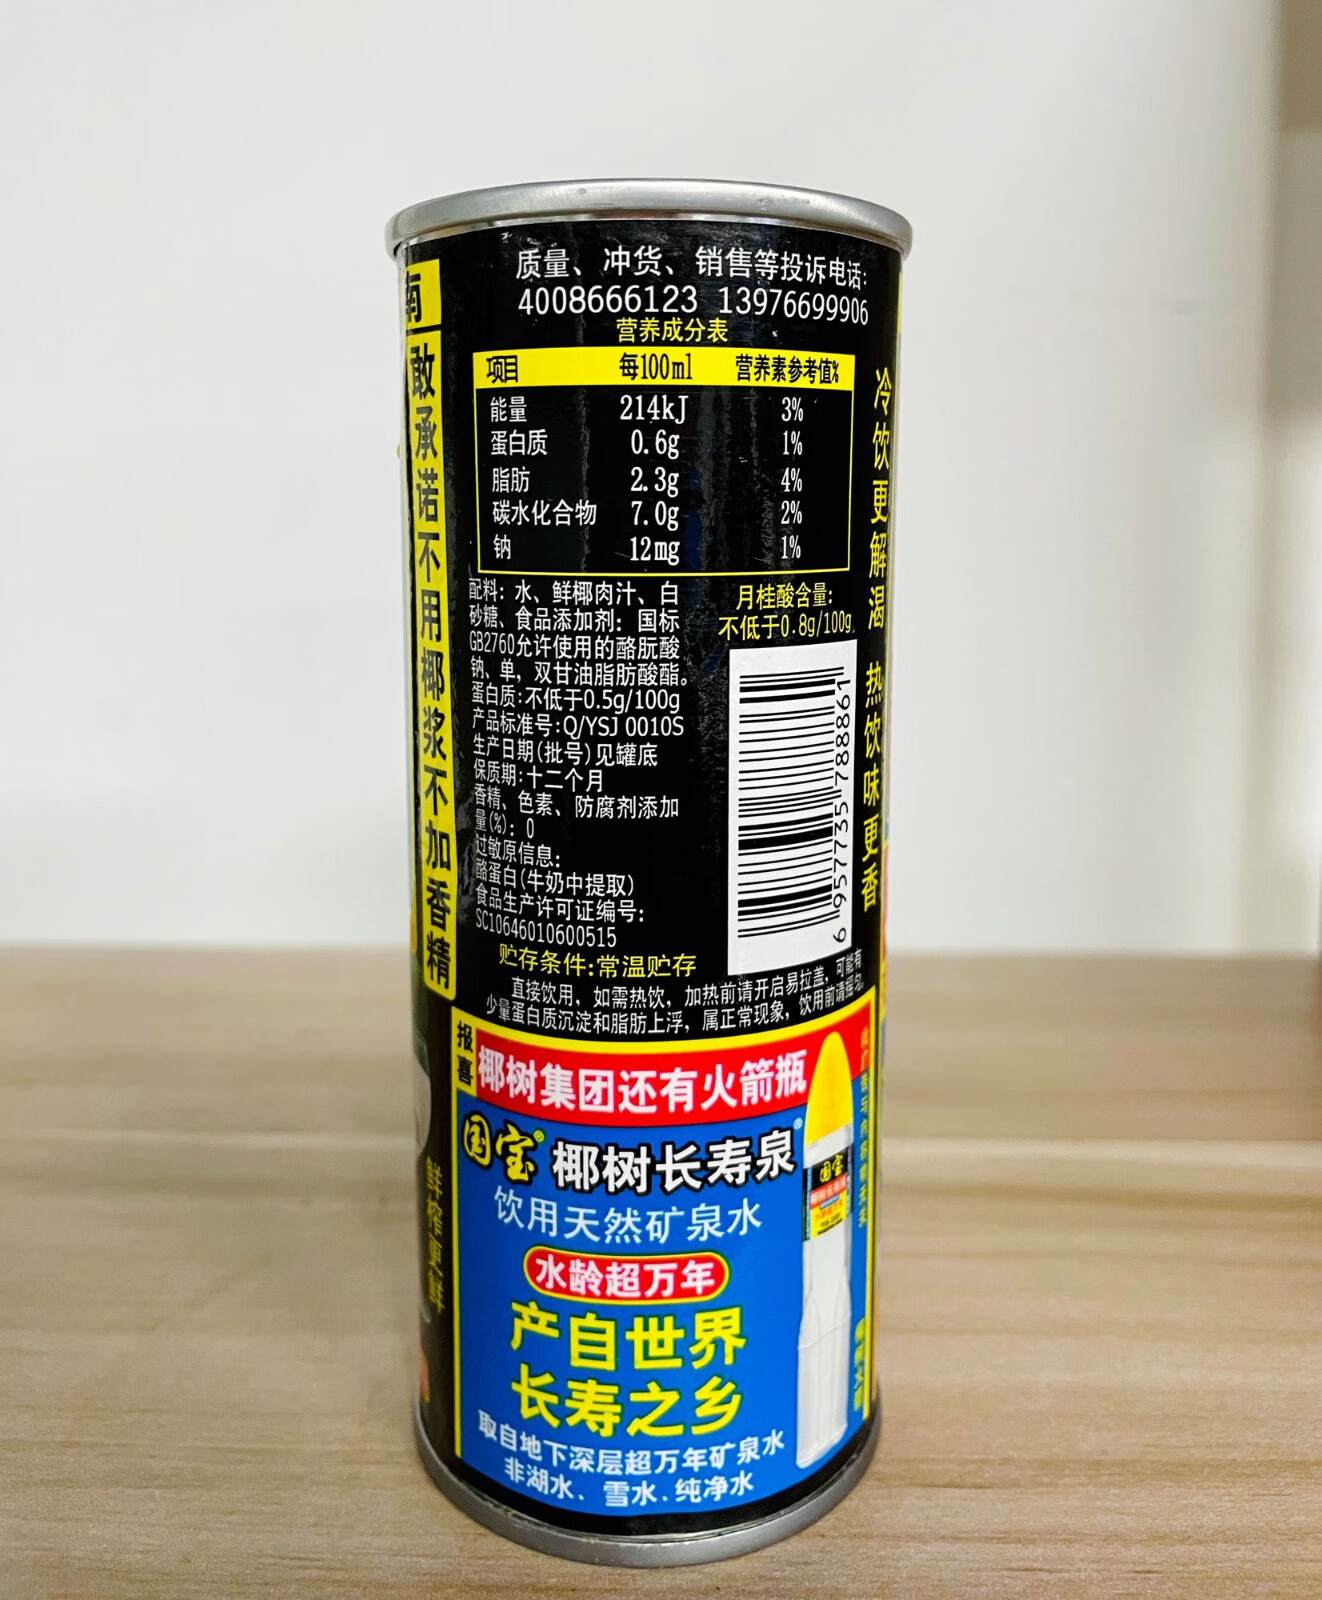 质量、冲货、销售等投诉电话：
4008666123 13976699906
营养成分表
项目 每100ml 营养素参考值%
能量 214kJ 3%
蛋白质 0.6g 1%
脂肪 2.3g 4%
碳水化合物 7.0g 2%
钠 12mg 1%
配料：水、鲜椰肉汁、白
砂糖、食品添加剂：国标
GB2760允许使用的酪朊酸
钠、单，双甘油脂肪酸酯。
蛋白质：不低于0.5g/100g
产品标准号：Q/YSJ 0010S
生产日期（批号）见罐底
保质期：十二个月
香精、色素、防腐剂添加
量（%）：0
过敏原信息：
酪蛋白（牛奶中提取）
食品生产许可证编号：
SC10646010600515
贮存条件：常温贮存
月桂酸含量：
不低于0.8g/100g
6 957735 788861
直接饮用，如需热饮，加热前请开启易拉盖，可能有
少量蛋白质沉淀和脂肪上浮，属正常现象，饮用前请摇匀。
南
敢承诺不用椰浆不加香精
冷饮更解渴 热饮味更香
鲜榨更鲜
报喜
椰树集团还有火箭瓶
国宝® 椰树长寿泉®
饮用天然矿泉水
水龄超万年
产自世界
长寿之乡
取自地下深层超万年矿泉水
非湖水、雪水、纯净水
国宝